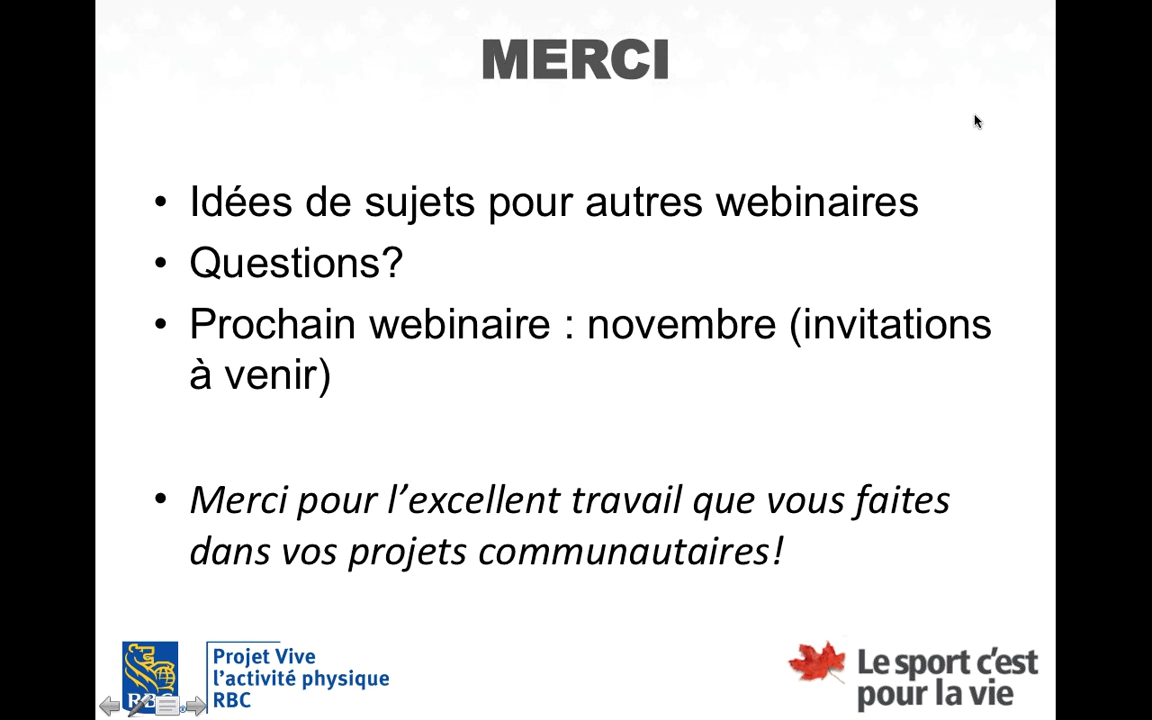 MERCI
• Idées de sujets pour autres webinaires
• Questions?
• Prochain webinaire : novembre (invitations
à venir)
• Merci pour l’excellent travail que vous faites
dans vos projets communautaires!
RBC
®
Projet Vive
l'activité physique
RBC
Le sport c'est
pour la vie